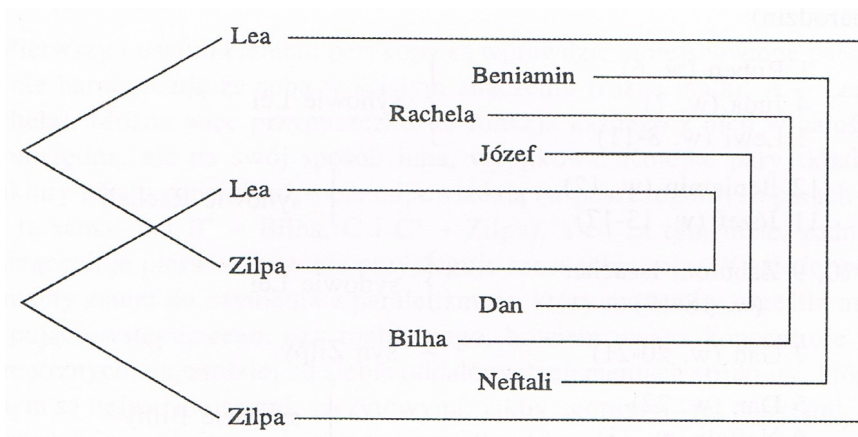 Lea
Beniamin
Rachela
Józef
Lea
Zilpa
Dan
Bilha
Neftali
Zilpa